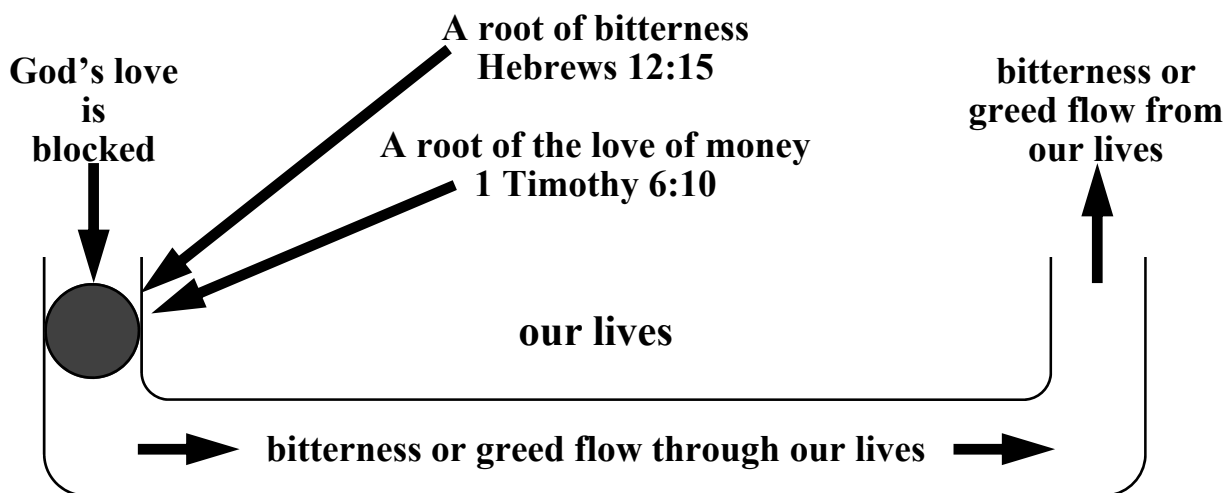 God’s love
is
blocked
A root of bitterness
Hebrews 12:15
A root of the love of money
1 Timothy 6:10
bitterness or
greed flow from
our lives
our lives
bitterness or greed flow through our lives